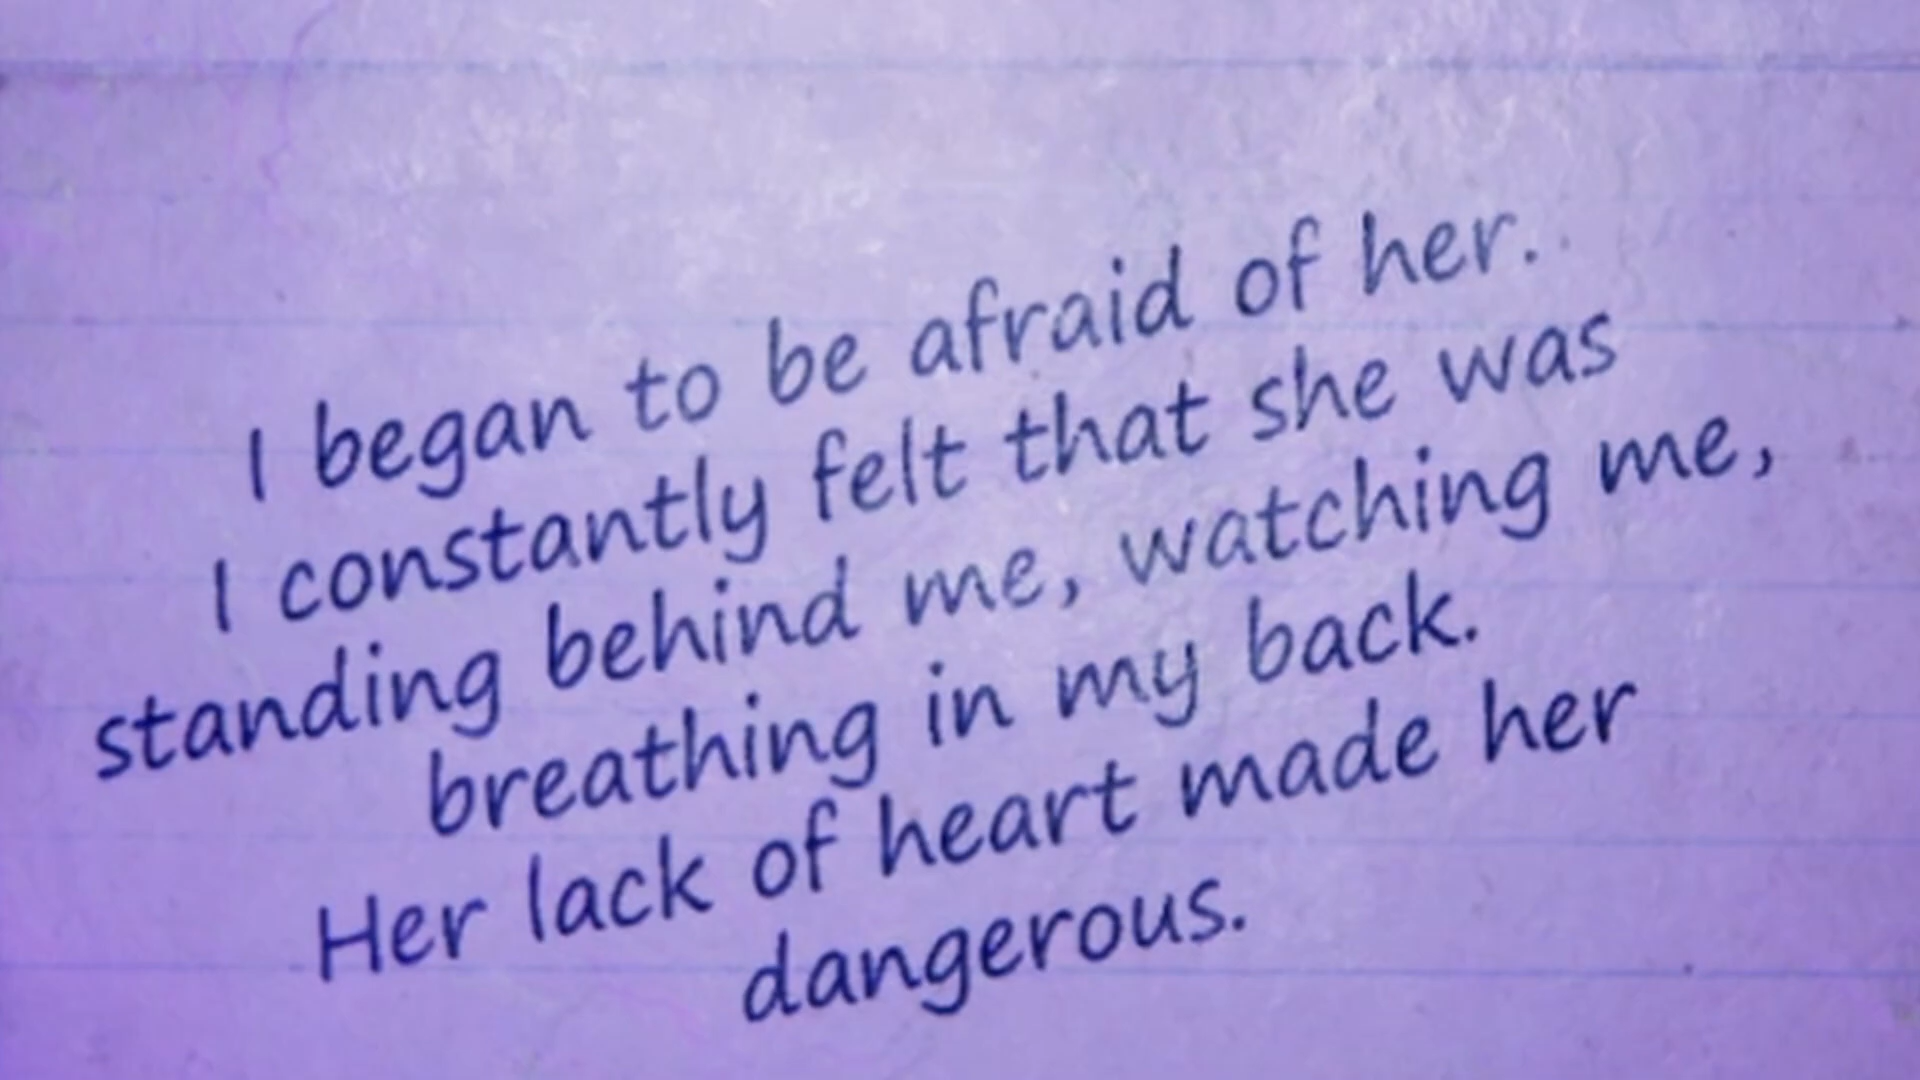 I began to be afraid of her.
I constantly felt that she was
standing behind me, watching me,
breathing in my back.
Her lack of heart made her
dangerous.